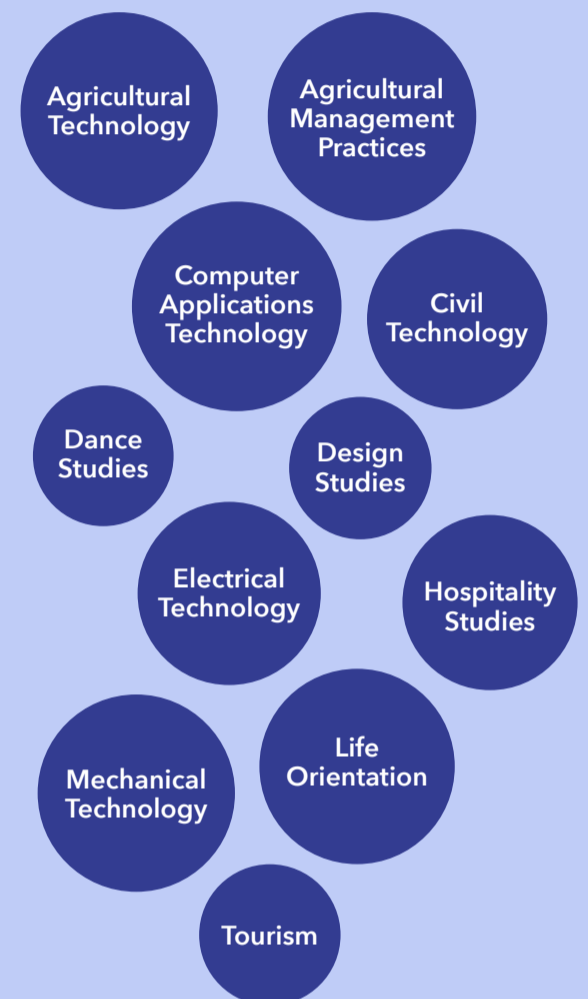 Agricultural
Technology
Agricultural
Management
Practices
Computer
Applications
Technology
Civil
Technology
Dance
Studies
Design
Studies
Electrical
Technology
Hospitality
Studies
Life
Orientation
Mechanical
Technology
Tourism